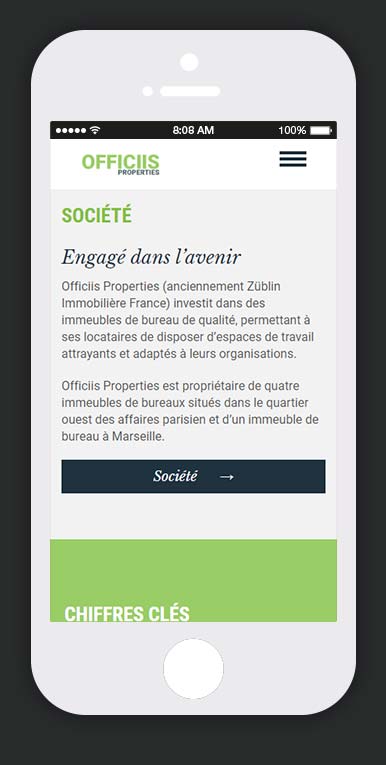 8:08 AM 100%
OFFICIIS
PROPERTIES
SOCIÉTÉ
Engagé dans l’avenir
Officiis Properties (anciennement Züblin
Immobilière France) investit dans des
immeubles de bureau de qualité, permettant à
ses locataires de disposer d’espaces de travail
attrayants et adaptés à leurs organisations.
Officiis Properties est propriétaire de quatre
immeubles de bureaux situés dans le quartier
ouest des affaires parisien et d’un immeuble de
bureau à Marseille.
Société →
CHIFFRES CLÉS